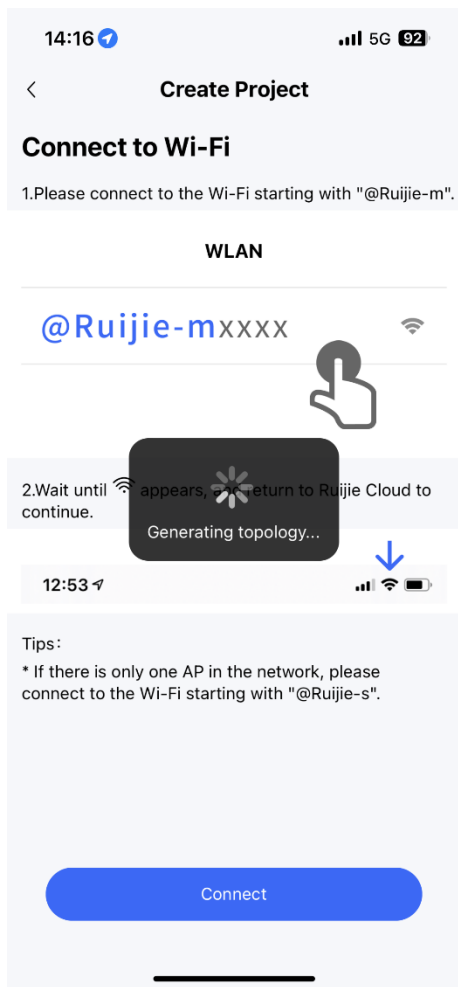 14:16
5G 92
Create Project
Connect to Wi-Fi
1.Please connect to the Wi-Fi starting with "@Ruijie-m".
WLAN
@Ruijie-mxxxx
2.Wait until appears, and return to Ruijie Cloud to
continue.
Generating topology...
12:53
Tips:
* If there is only one AP in the network, please
connect to the Wi-Fi starting with "@Ruijie-s".
Connect